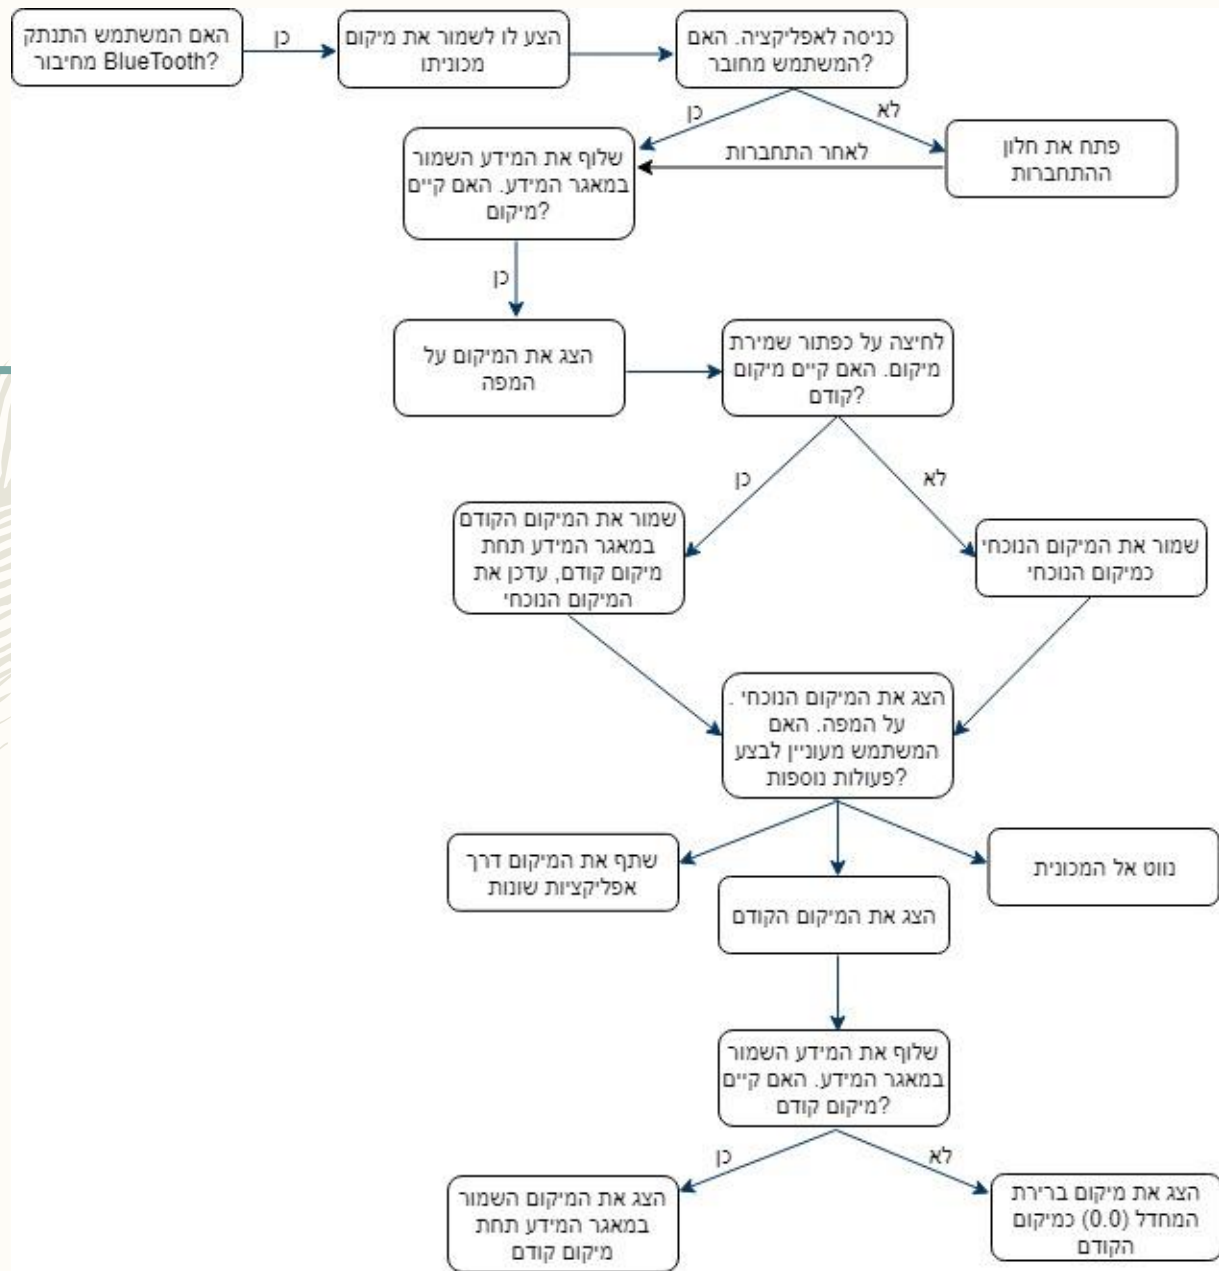 האם המשתמש התנתק
מחיבור BlueTooth?
כן
הצע לו לשמור את מיקום
מכוניתו
כניסה לאפליקציה. האם
המשתמש מחובר?
כן
לא
פתח את חלון
ההתחברות
לאחר התחברות
שלוף את המידע השמור
במאגר המידע. האם קיים
מיקום?
כן
הצג את המיקום על
המפה
לחיצה על כפתור שמירת
מיקום. האם קיים מיקום
קודם?
כן
לא
שמור את המיקום הקודם
במאגר המידע תחת
מיקום קודם, עדכן את
המיקום הנוכחי
שמור את המיקום הנוכחי
כמיקום הנוכחי
הצג את המיקום הנוכחי .
על המפה. האם
המשתמש מעוניין לבצע
פעולות נוספות?
נווט אל המכונית
שתף את המיקום דרך
אפליקציות שונות
הצג את המיקום הקודם
שלוף את המידע השמור
במאגר המידע. האם קיים
מיקום קודם?
כן
לא
הצג את המיקום השמור
במאגר המידע תחת
מיקום קודם
הצג את מיקום ברירת
המחדל (0.0) כמיקום
הקודם